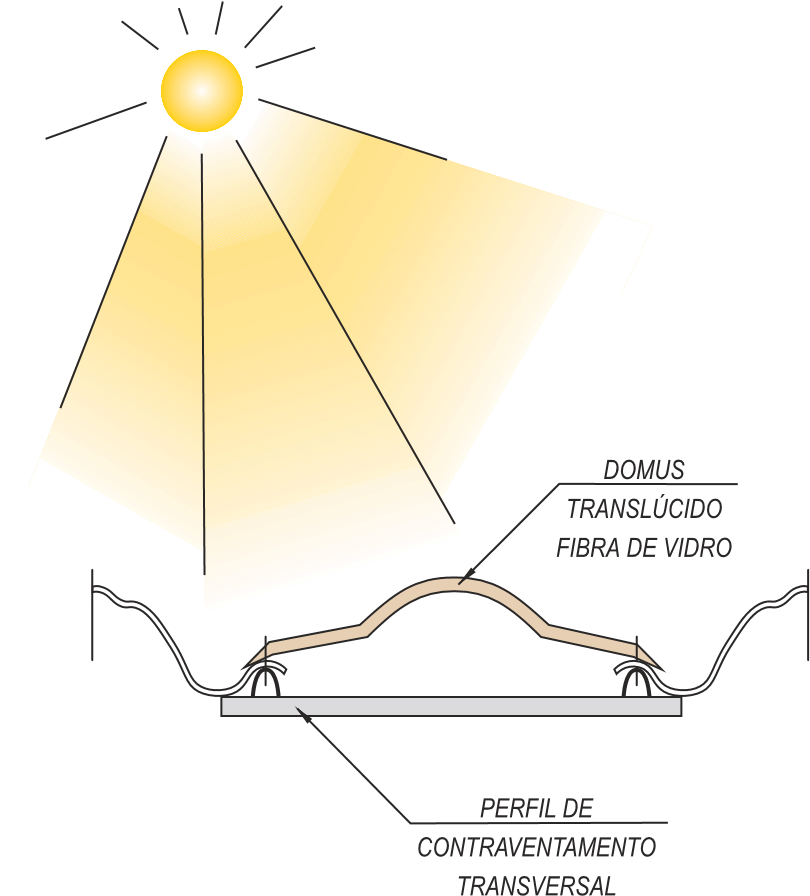 DOMUS
TRANSLÚCIDO
FIBRA DE VIDRO
PERFIL DE
CONTRAVENTAMENTO
TRANSVERSAL